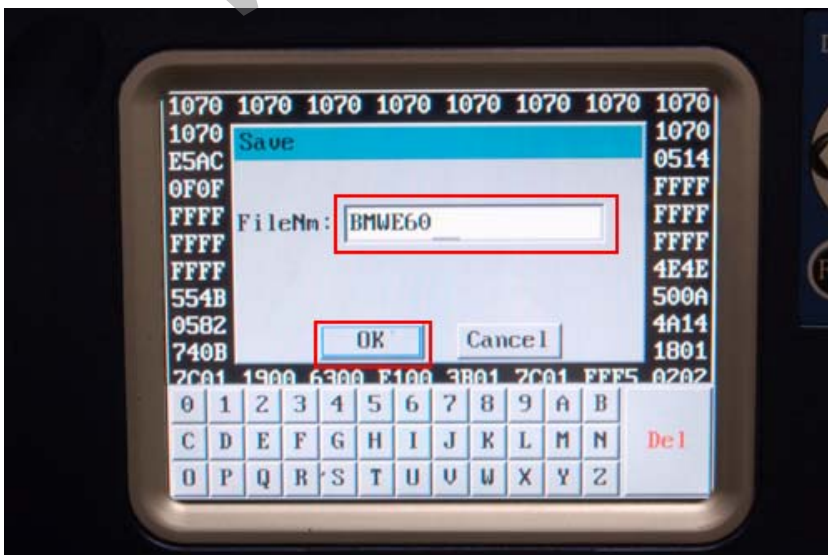 1070 1070 1070 1070 1070 1070 1070 1070
1070 Save 1070
E5AC 0514
0F0F FFFF
FFFF FileNm: BMWE60 FFFF
FFFF FFFF
FFFF 4E4E
554B 500A
0582 OK Cancel 4A14
740B 1801
7C01 1900 6300 E100 3B01 7C01 FFF5 0202
0 1 2 3 4 5 6 7 8 9 A B
C D E F G H I J K L M N Del
O P Q R S T U V W X Y Z